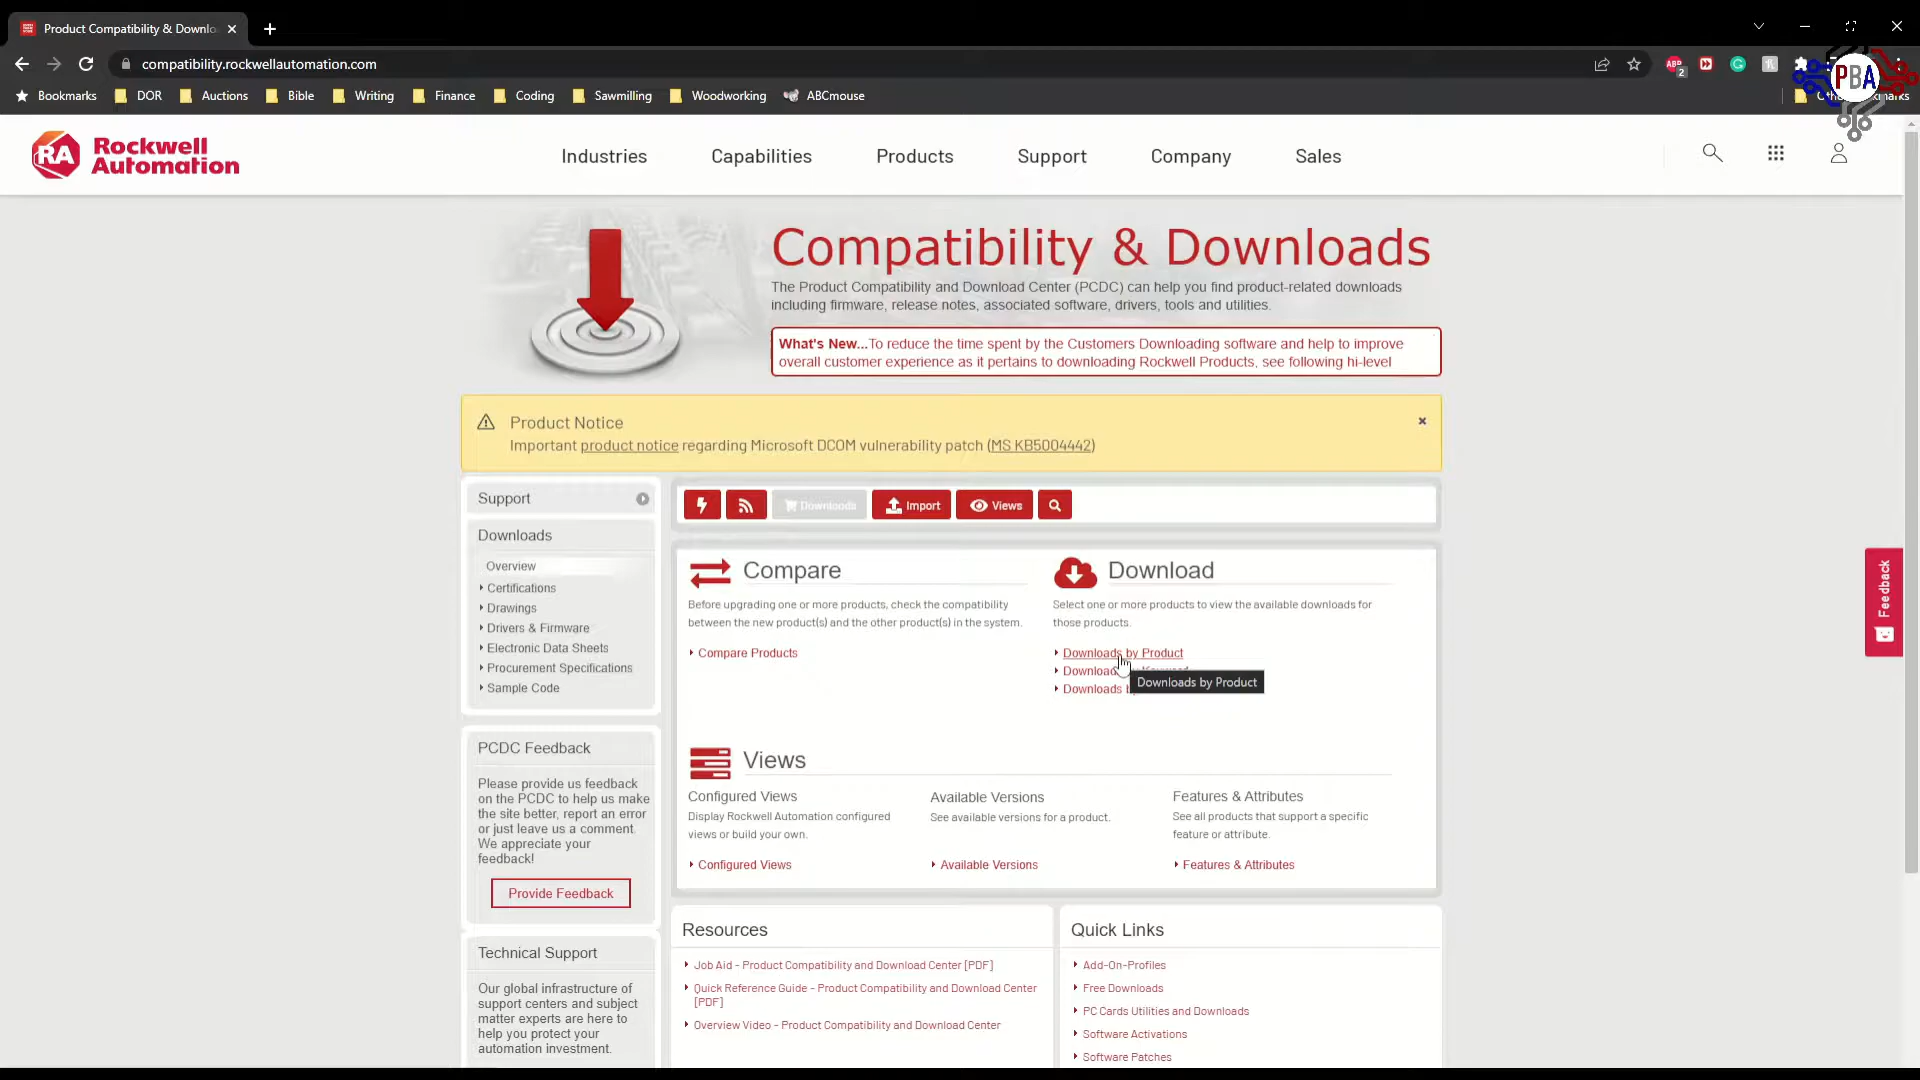 Product Compatibility & Downlo
compatibility.rockwellautomation.com
ABP
2
Bookmarks
DOR
Auctions
Bible
Writing
Finance
Coding
Sawmilling
Woodworking
ABCmouse
PBA
RA
Rockwell
Automation
Industries
Capabilities
Products
Support
Company
Sales
Compatibility & Downloads
The Product Compatibility and Download Center (PCDC) can help you find product-related downloads
including firmware, release notes, associated software, drivers, tools and utilities.
What's New...To reduce the time spent by the Customers Downloading software and help to improve
overall customer experience as it pertains to downloading Rockwell Products, see following hi-level
Product Notice
Important product notice regarding Microsoft DCOM vulnerability patch (MS KB5004442)
Support
Downloads
Overview
Certifications
Drawings
Drivers & Firmware
Electronic Data Sheets
Procurement Specifications
Sample Code
Downloads
Import
Views
Compare
Before upgrading one or more products, check the compatibility
between the new product(s) and the other product(s) in the system.
Compare Products
Download
Select one or more products to view the available downloads for
those products.
Downloads by Product
Downloads by Product
Downloads
Views
Configured Views
Display Rockwell Automation configured
views or build your own.
Configured Views
Available Versions
See available versions for a product.
Available Versions
Features & Attributes
See all products that support a specific
feature or attribute.
Features & Attributes
Feedback
PCDC Feedback
Please provide us feedback
on the PCDC to help us make
the site better, report an error
or just leave us a comment.
We appreciate your
feedback!
Provide Feedback
Technical Support
Our global infrastructure of
support centers and subject
matter experts are here to
help you protect your
automation investment.
Resources
Job Aid - Product Compatibility and Download Center [PDF]
Quick Reference Guide - Product Compatibility and Download Center
[PDF]
Overview Video - Product Compatibility and Download Center
Quick Links
Add-On-Profiles
Free Downloads
PC Cards Utilities and Downloads
Software Activations
Software Patches